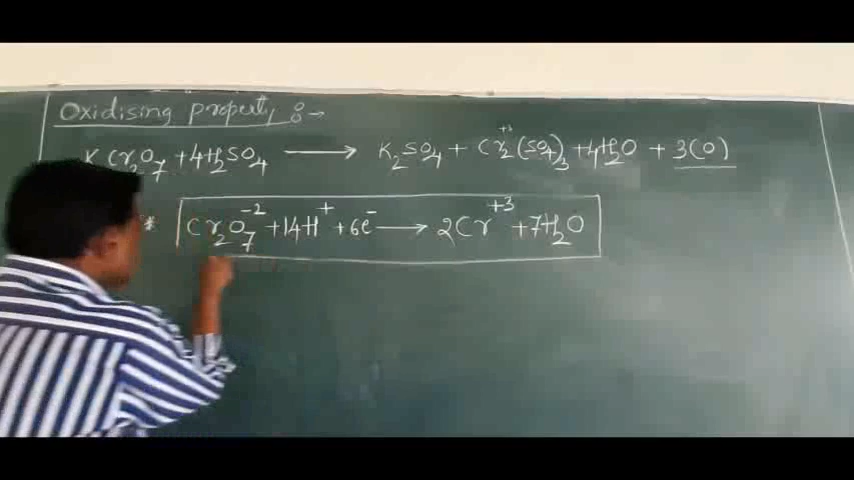 Oxidising property :-
K Cr₂O₇ + 4H₂SO₄ ⟶ K₂SO₄ + Cr₂⁺³(SO₄)₃ + 4H₂O + 3(O)
* Cr₂O₇⁻² + 14H⁺ + 6e⁻ ⟶ 2Cr⁺³ + 7H₂O